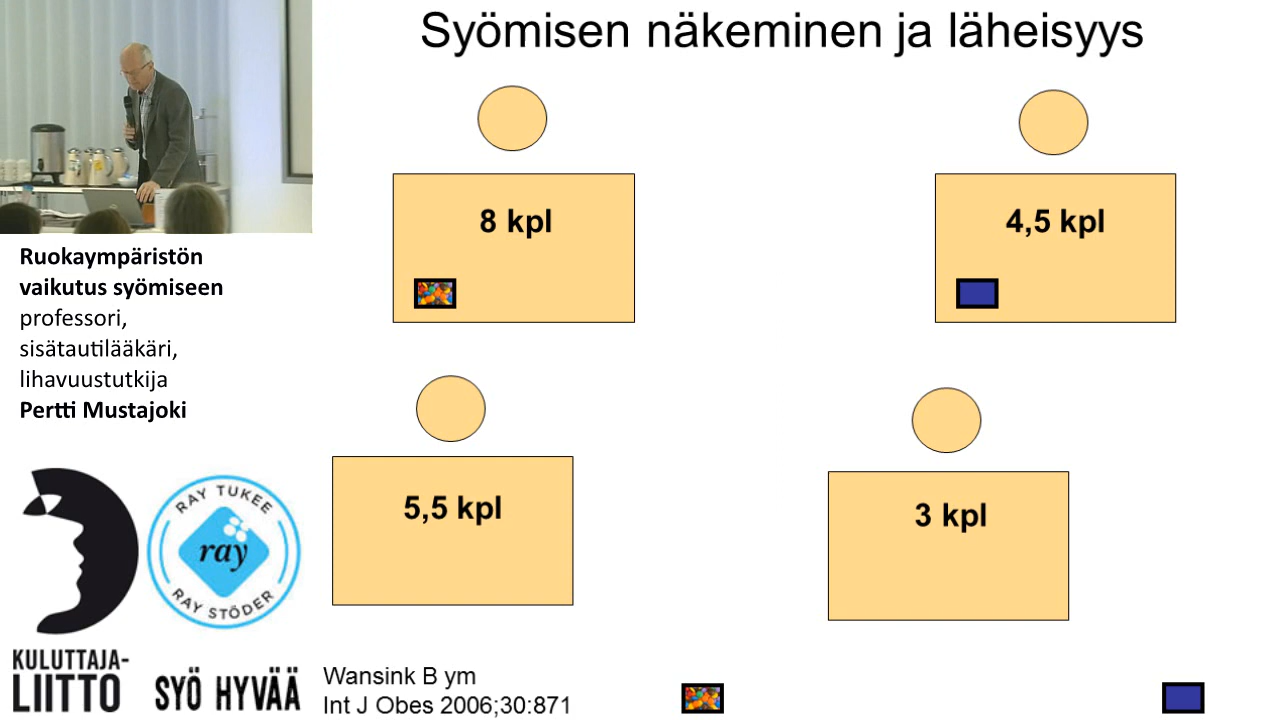 Syömisen näkeminen ja läheisyys
8 kpl
4,5 kpl
Ruokaympäristön
vaikutus syömiseen
professori,
sisätautilääkäri,
lihavuustutkija
Pertti Mustajoki
5,5 kpl
3 kpl
RAY TUKEE
ray
RAY STÖDER
KULUTTAJA-
LIITTO
SYÖ HYVÄÄ
Wansink B ym
Int J Obes 2006;30:871